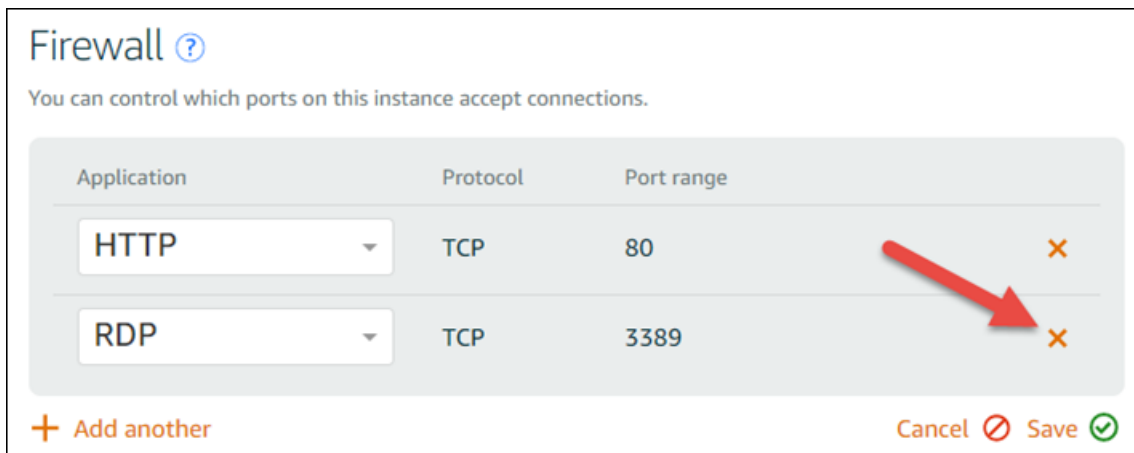 Firewall ?
You can control which ports on this instance accept connections.
Application Protocol Port range
HTTP TCP 80
RDP TCP 3389
+ Add another Cancel Save